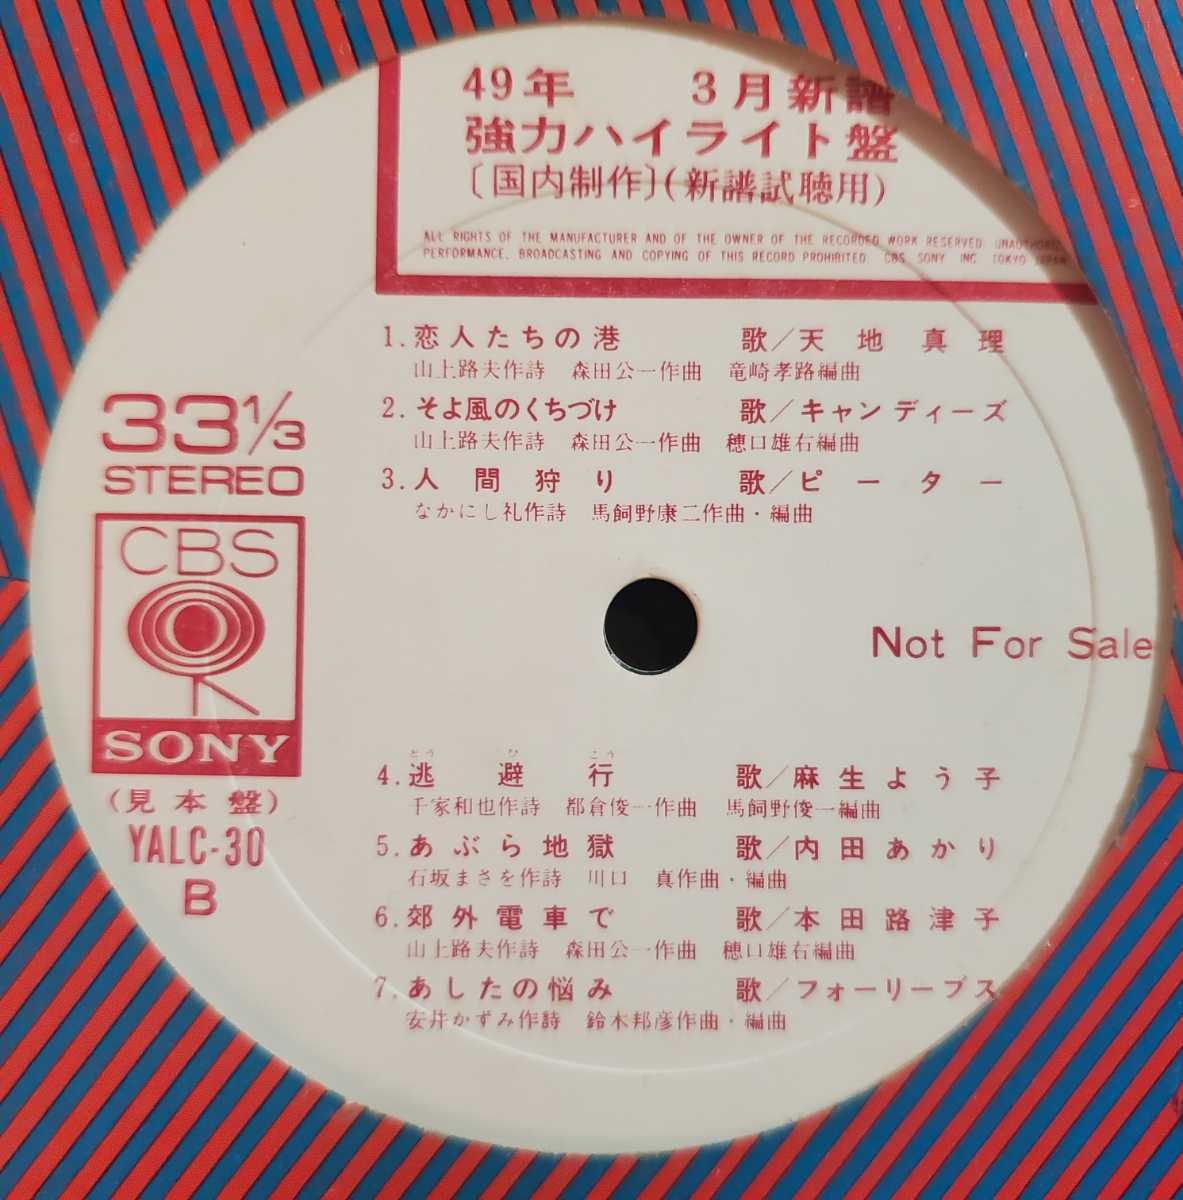 49年 3月新譜
強力ハイライト盤
〔国内制作〕(新譜試聴用)
ALL RIGHTS OF THE MANUFACTURER AND OF THE OWNER OF THE RECORDED WORK RESERVED. UNAUTHORIZ
PERFORMANCE, BROADCASTING AND COPYING OF THIS RECORD PROHIBITED. CBS SONY INC. TOKYO JAPAN
1.恋人たちの港 歌/天地真理
山上路夫作詩 森田公一作曲 竜崎孝路編曲
2.そよ風のくちづけ 歌/キャンディーズ
山上路夫作詩 森田公一作曲 穂口雄右編曲
3.人間狩り 歌/ピーター
なかにし礼作詩 馬飼野康二作曲・編曲
33 1/3
STEREO
CBS
SONY
(見本盤)
YALC-30
B
Not For Sale
とう ひ こう
4.逃避行 歌/麻生よう子
千家和也作詩 都倉俊一作曲 馬飼野俊一編曲
5.あぶら地獄 歌/内田あかり
石坂まさを作詩 川口 真作曲・編曲
6.郊外電車で 歌/本田路津子
山上路夫作詩 森田公一作曲 穂口雄右編曲
7.あしたの悩み 歌/フォーリーブス
安井かずみ作詩 鈴木邦彦作曲・編曲